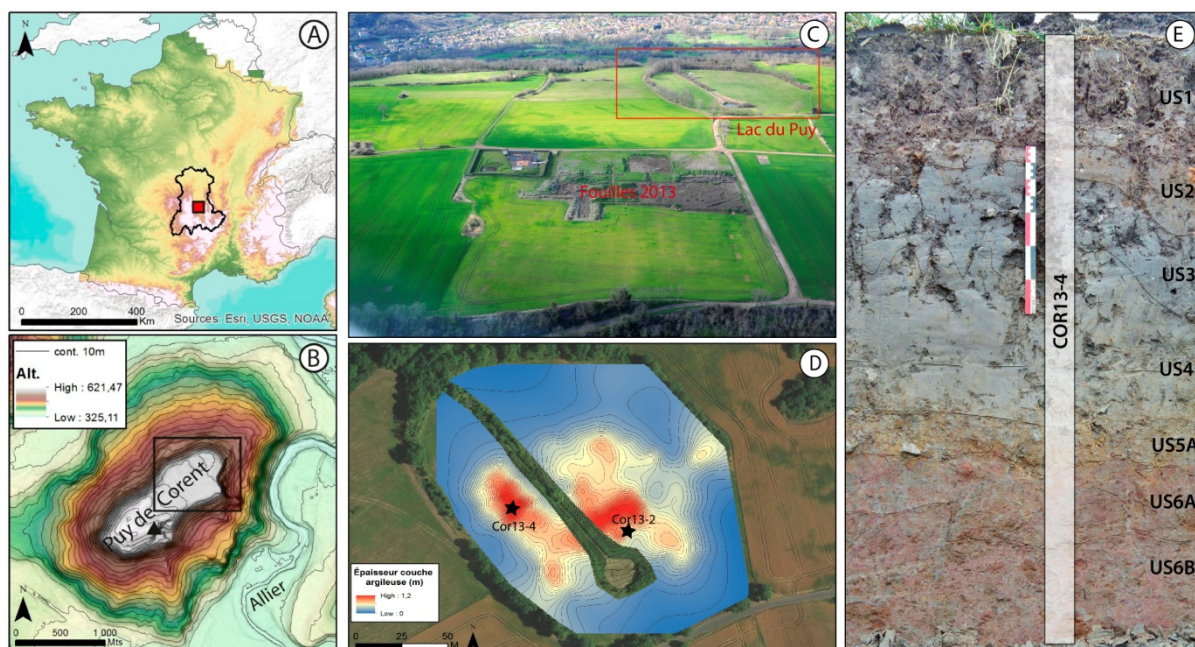 A
N
0 200 400
Km
Sources: Esri, USGS, NOAA
B
cont. 10m
Alt.
High : 621,47
Low : 325,11
Puy de Corent
Allier
N
0 500 1 000
Mts
C
Lac du Puy
Fouilles 2013
D
Cor13-4
Cor13-2
Épaisseur couche
argileuse (m)
High : 1,2
Low : 0
0 25 50
M
N
E
US1
US2
US3
COR13-4
US4
US5A
US6A
US6B